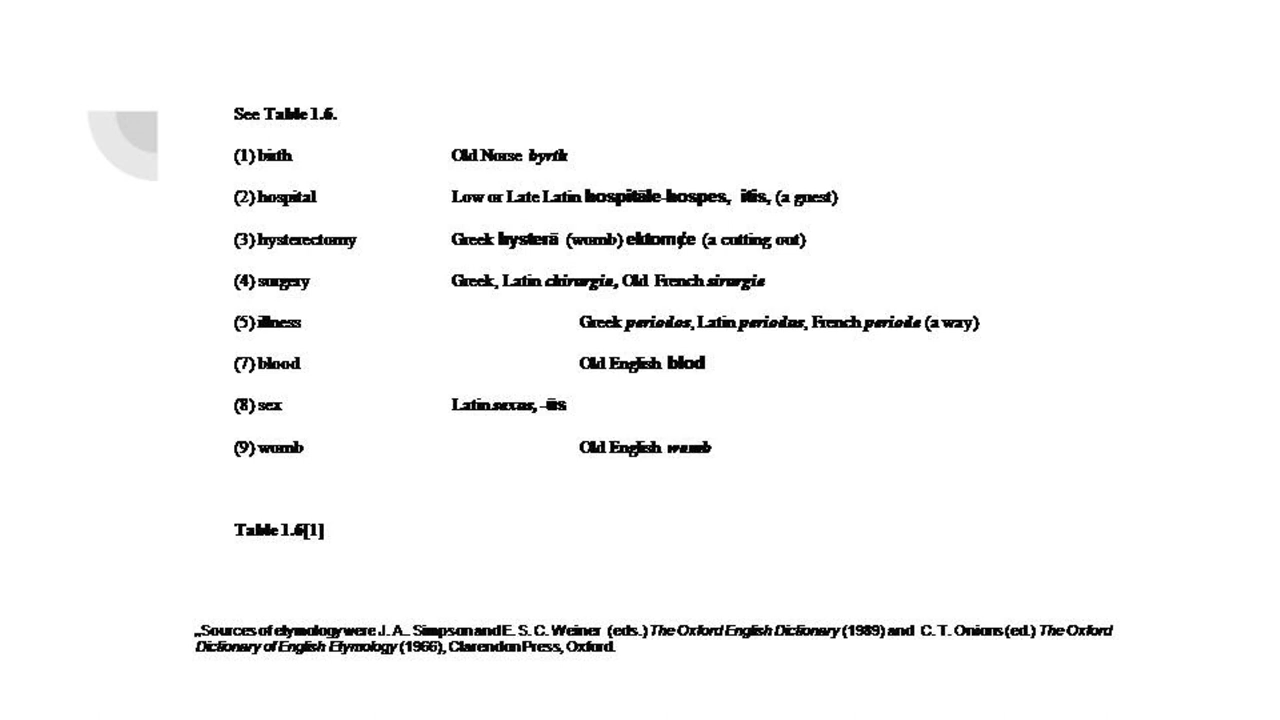 See Table 1.6.
(1) birth Old Norse byrth
(2) hospital Low or Late Latin hospitāle-hospes, itis, (a guest)
(3) hysterectomy Greek hysterā (womb) (a cutting out)
(4) surgery Greek, Latin chirurgia, Old French sirurgie
(5) illness Greek periodos, Latin periodus, French periode (a way)
(7) blood Old English blod
(8) sex Latin sexus, -ūs
(9) womb Old English wamb
Table 1.6[1]
„Sources of etymology were J. A. Simpson and E. S. C. Weiner (eds.) The Oxford English Dictionary (1989) and C. T. Onions (ed.) The Oxford
Dictionary of English Etymology (1966), Clarendon Press, Oxford.